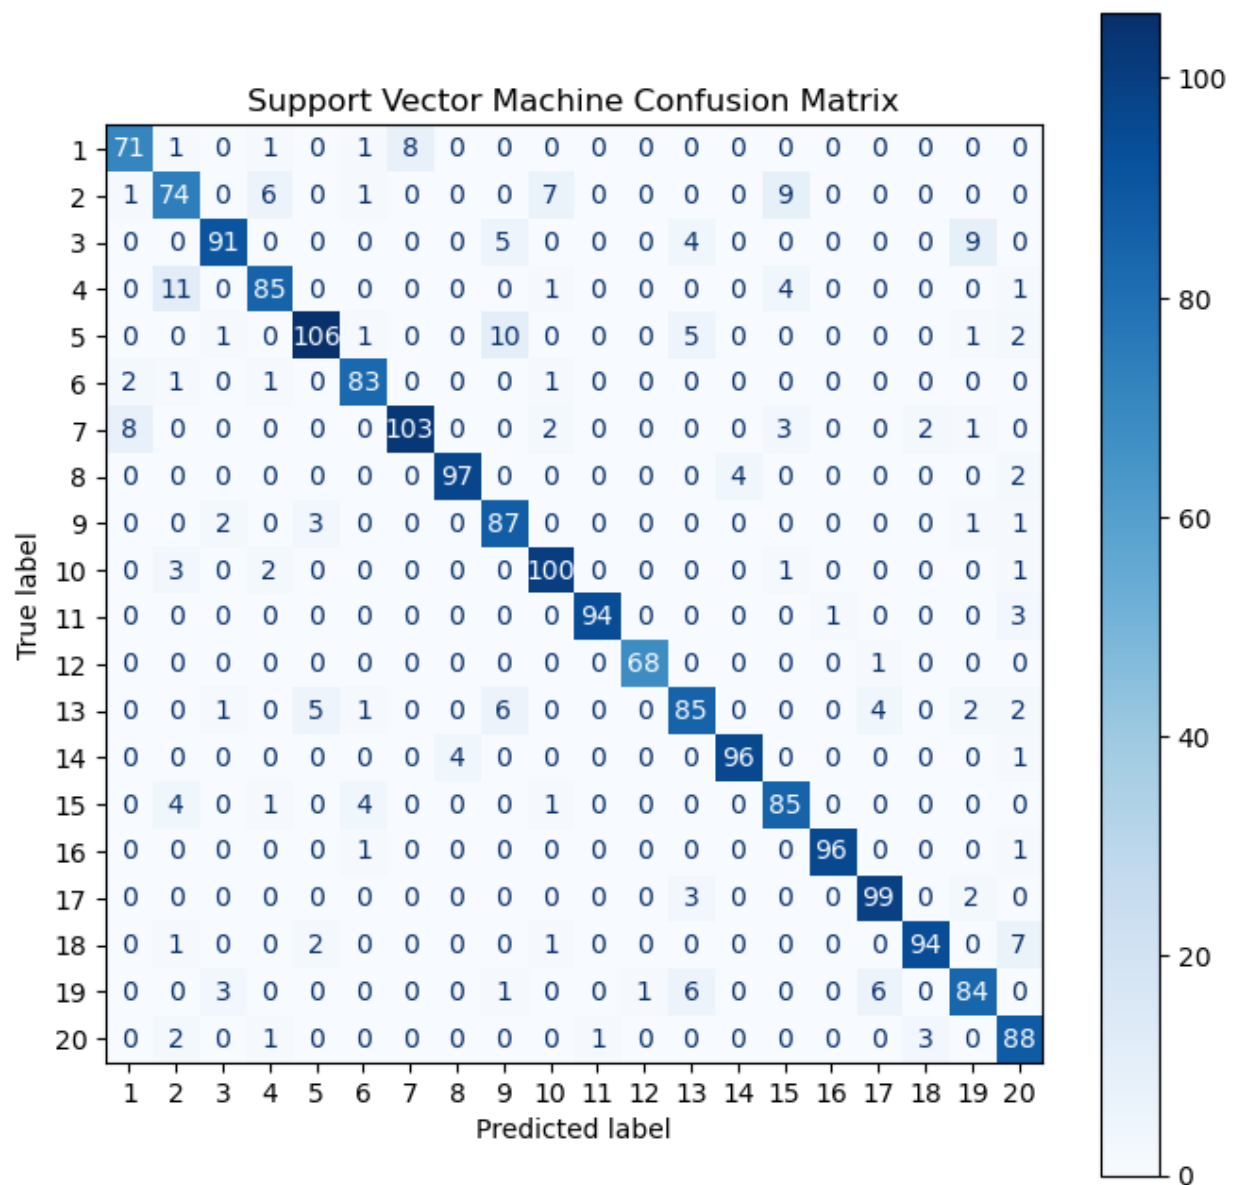 Support Vector Machine Confusion Matrix
1 71 1 0 1 0 1 8 0 0 0 0 0 0 0 0 0 0 0 0 0
2 1 74 0 6 0 1 0 0 0 7 0 0 0 0 9 0 0 0 0 0
3 0 0 91 0 0 0 0 0 5 0 0 0 4 0 0 0 0 0 9 0
4 0 11 0 85 0 0 0 0 0 1 0 0 0 0 4 0 0 0 0 1
5 0 0 1 0 106 1 0 0 10 0 0 0 5 0 0 0 0 0 1 2
6 2 1 0 1 0 83 0 0 0 1 0 0 0 0 0 0 0 0 0 0
7 8 0 0 0 0 0 103 0 0 2 0 0 0 0 3 0 0 2 1 0
8 0 0 0 0 0 0 0 97 0 0 0 0 0 4 0 0 0 0 0 2
9 0 0 2 0 3 0 0 0 87 0 0 0 0 0 0 0 0 0 1 1
10 0 3 0 2 0 0 0 0 0 100 0 0 0 0 1 0 0 0 0 1
11 0 0 0 0 0 0 0 0 0 0 94 0 0 0 0 1 0 0 0 3
12 0 0 0 0 0 0 0 0 0 0 0 68 0 0 0 0 1 0 0 0
13 0 0 1 0 5 1 0 0 6 0 0 0 85 0 0 0 4 0 2 2
14 0 0 0 0 0 0 0 4 0 0 0 0 0 96 0 0 0 0 0 1
15 0 4 0 1 0 4 0 0 0 1 0 0 0 0 85 0 0 0 0 0
16 0 0 0 0 0 1 0 0 0 0 0 0 0 0 0 96 0 0 0 1
17 0 0 0 0 0 0 0 0 0 0 0 0 3 0 0 0 99 0 2 0
18 0 1 0 0 2 0 0 0 0 1 0 0 0 0 0 0 0 94 0 7
19 0 0 3 0 0 0 0 0 1 0 0 1 6 0 0 0 6 0 84 0
20 0 2 0 1 0 0 0 0 0 0 1 0 0 0 0 0 0 3 0 88
1 2 3 4 5 6 7 8 9 10 11 12 13 14 15 16 17 18 19 20
Predicted label
True label
100
80
60
40
20
0